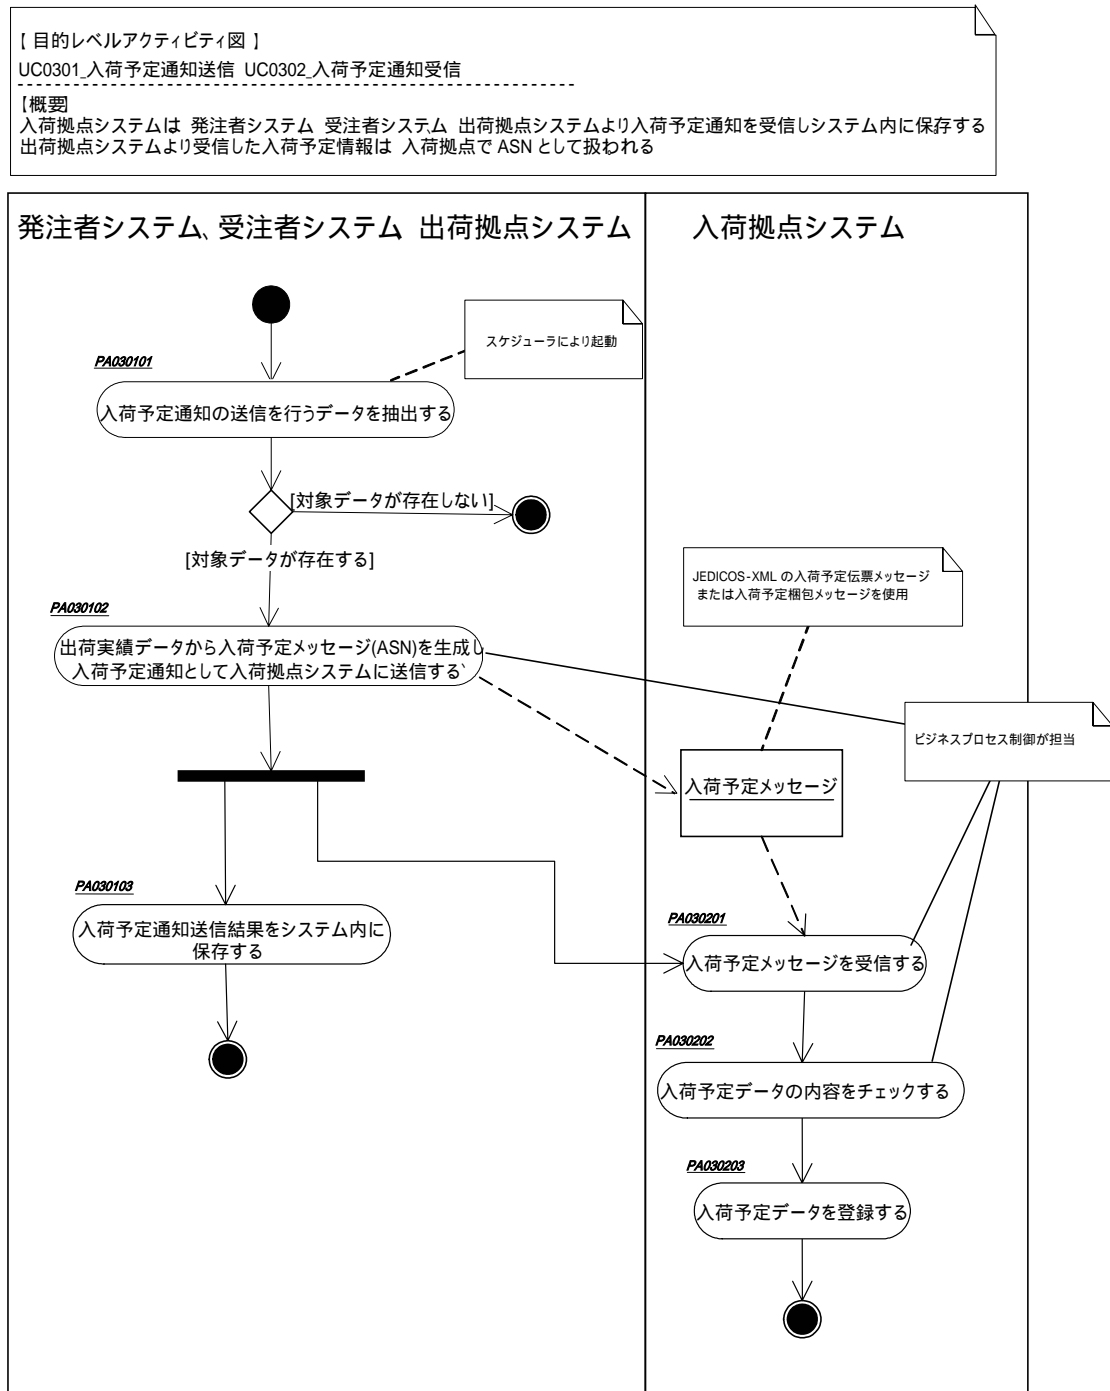 【 目的レベルアクティビティ図 】
UC0301_入荷予定通知送信 UC0302_入荷予定通知受信
【概要】
入荷拠点システムは 発注者システム 受注者システム 出荷拠点システムより入荷予定通知を受信しシステム内に保存する
出荷拠点システムより受信した入荷予定情報は 入荷拠点で ASN として扱われる
発注者システム、受注者システム 出荷拠点システム
入荷拠点システム
スケジューラにより起動
PA030101
入荷予定通知の送信を行うデータを抽出する
[対象データが存在しない]
[対象データが存在する]
JEDICOS-XML の入荷予定伝票メッセージ
または入荷予定梱包メッセージを使用
PA030102
出荷実績データから入荷予定メッセージ(ASN)を生成し
入荷予定通知として入荷拠点システムに送信する
ビジネスプロセス制御が担当
入荷予定メッセージ
PA030103
入荷予定通知送信結果をシステム内に
保存する
PA030201
入荷予定メッセージを受信する
PA030202
入荷予定データの内容をチェックする
PA030203
入荷予定データを登録する